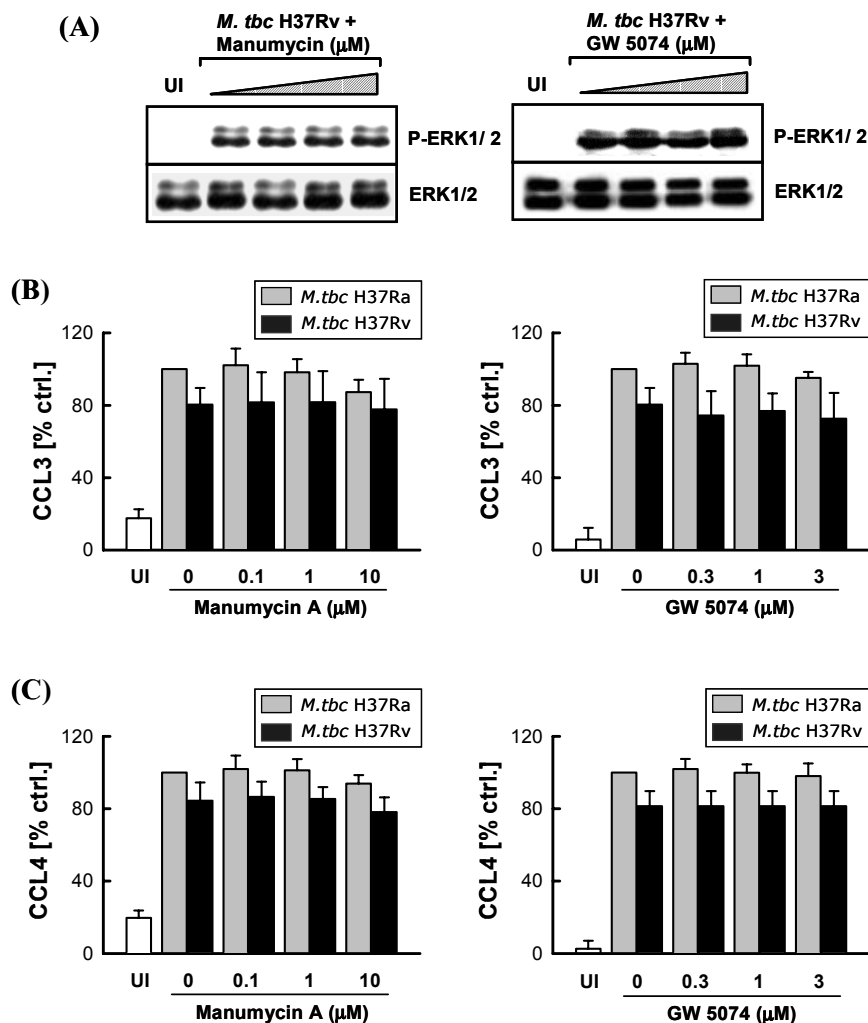 (A)
M. tbc H37Rv +
Manumycin (μM)
UI
P-ERK1/ 2
ERK1/2
M. tbc H37Rv +
GW 5074 (μM)
UI
P-ERK1/ 2
ERK1/2
(B)
M.tbc H37Ra
M.tbc H37Rv
CCL3 [% ctrl.]
120
80
40
0
UI 0 0.1 1 10
Manumycin A (μM)
M.tbc H37Ra
M.tbc H37Rv
CCL3 [% ctrl.]
120
80
40
0
UI 0 0.3 1 3
GW 5074 (μM)
(C)
M.tbc H37Ra
M.tbc H37Rv
CCL4 [% ctrl.]
120
80
40
0
UI 0 0.1 1 10
Manumycin A (μM)
M.tbc H37Ra
M.tbc H37Rv
CCL4 [% ctrl.]
120
80
40
0
UI 0 0.3 1 3
GW 5074 (μM)